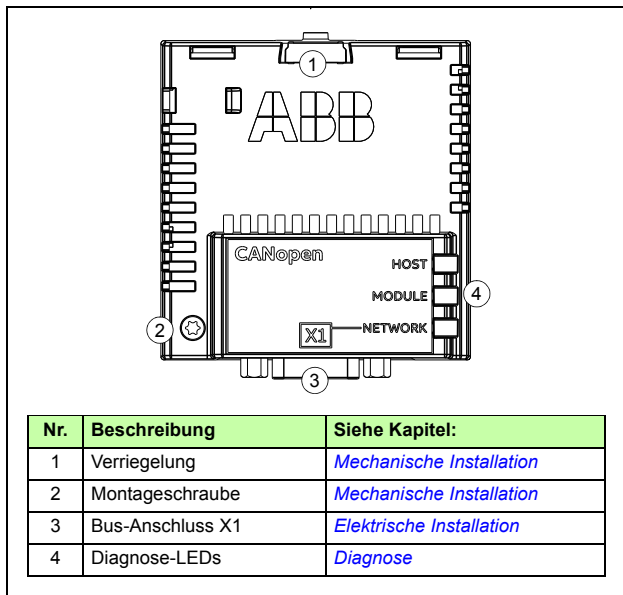 1
ABB
CANopen
HOST
MODULE
4
2
X1
NETWORK
3
Nr. Beschreibung Siehe Kapitel:
1 Verriegelung Mechanische Installation
2 Montageschraube Mechanische Installation
3 Bus-Anschluss X1 Elektrische Installation
4 Diagnose-LEDs Diagnose